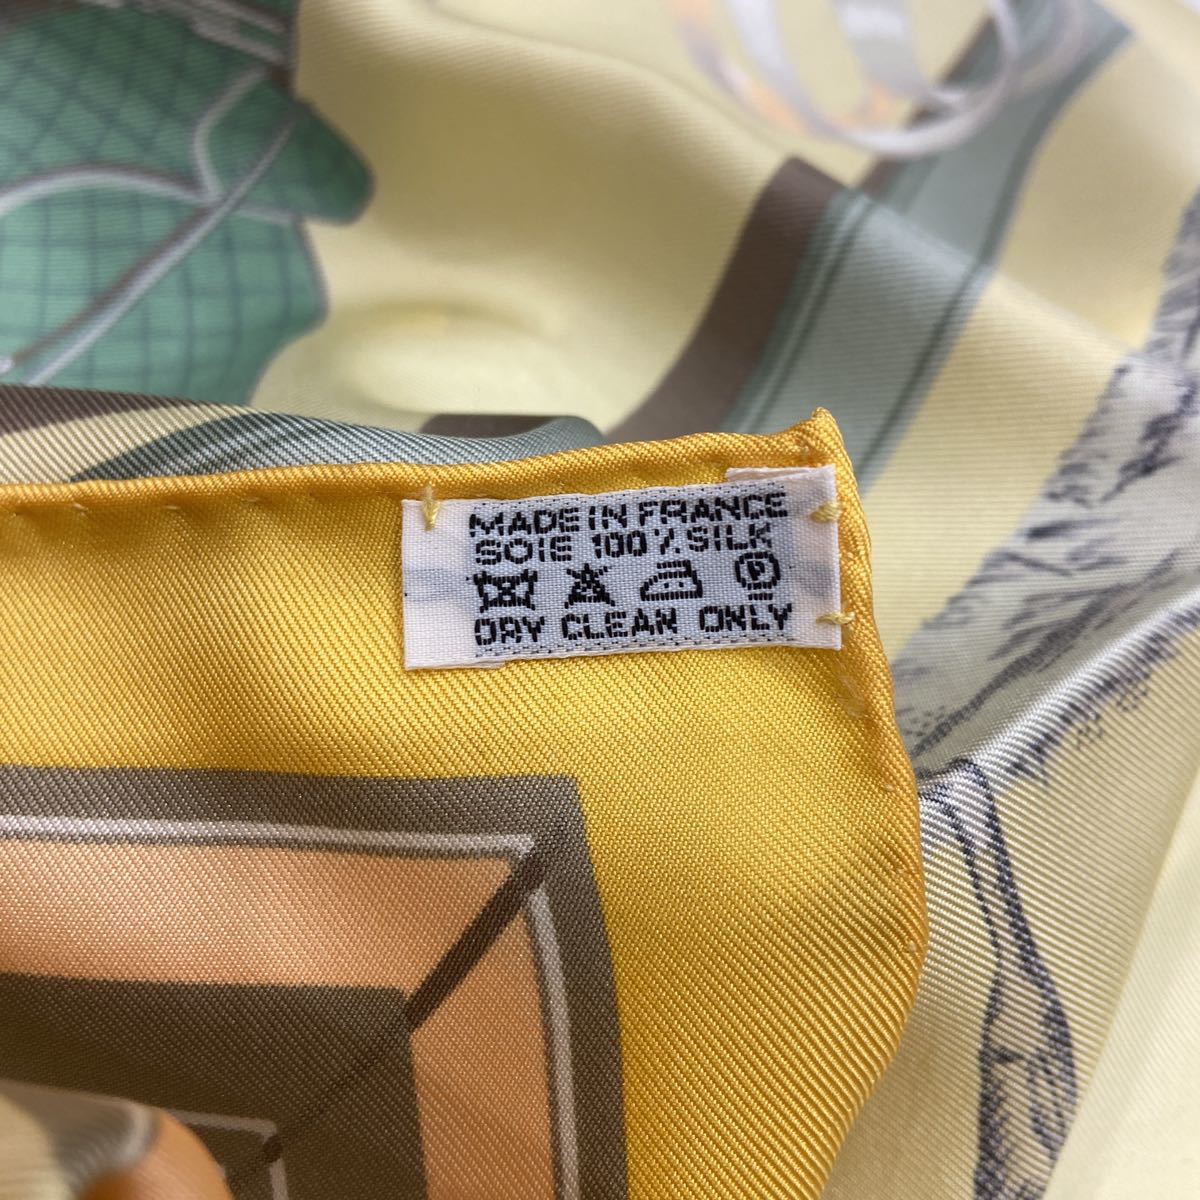 MADE IN FRANCE
SOIE 100% SILK
P
DRY CLEAN ONLY